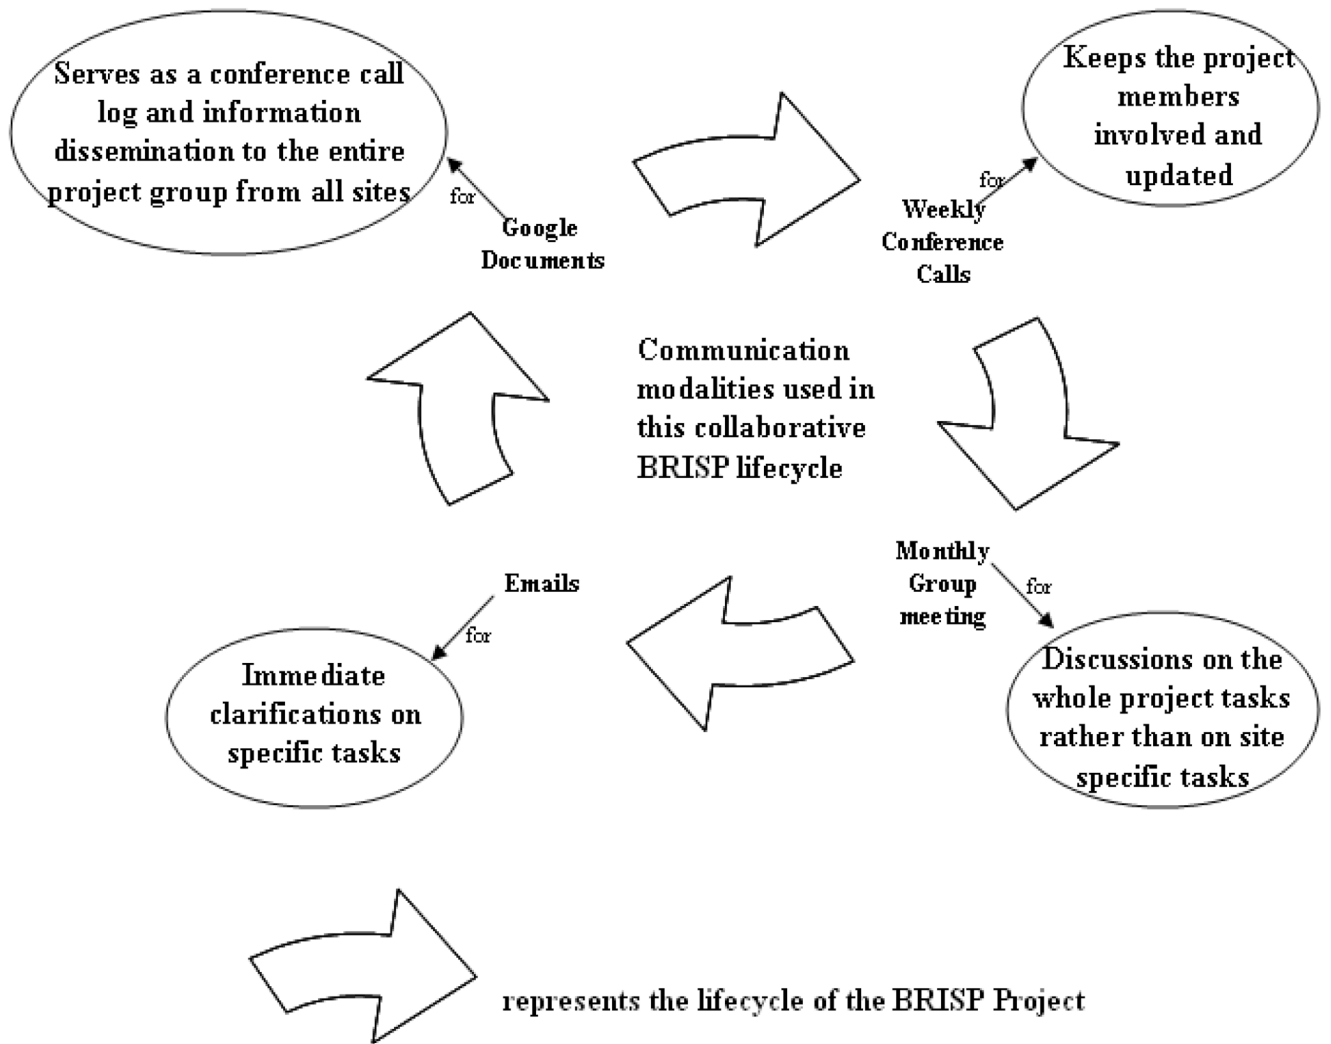 Serves as a conference call
log and information
dissemination to the entire
project group from all sites
for
Google
Documents
Keeps the project
members
involved and
updated
for
Weekly
Conference
Calls
Communication
modalities used in
this collaborative
BRISP lifecycle
Emails
for
Immediate
clarifications on
specific tasks
Monthly
Group
meeting
for
Discussions on the
whole project tasks
rather than on site
specific tasks
represents the lifecycle of the BRISP Project